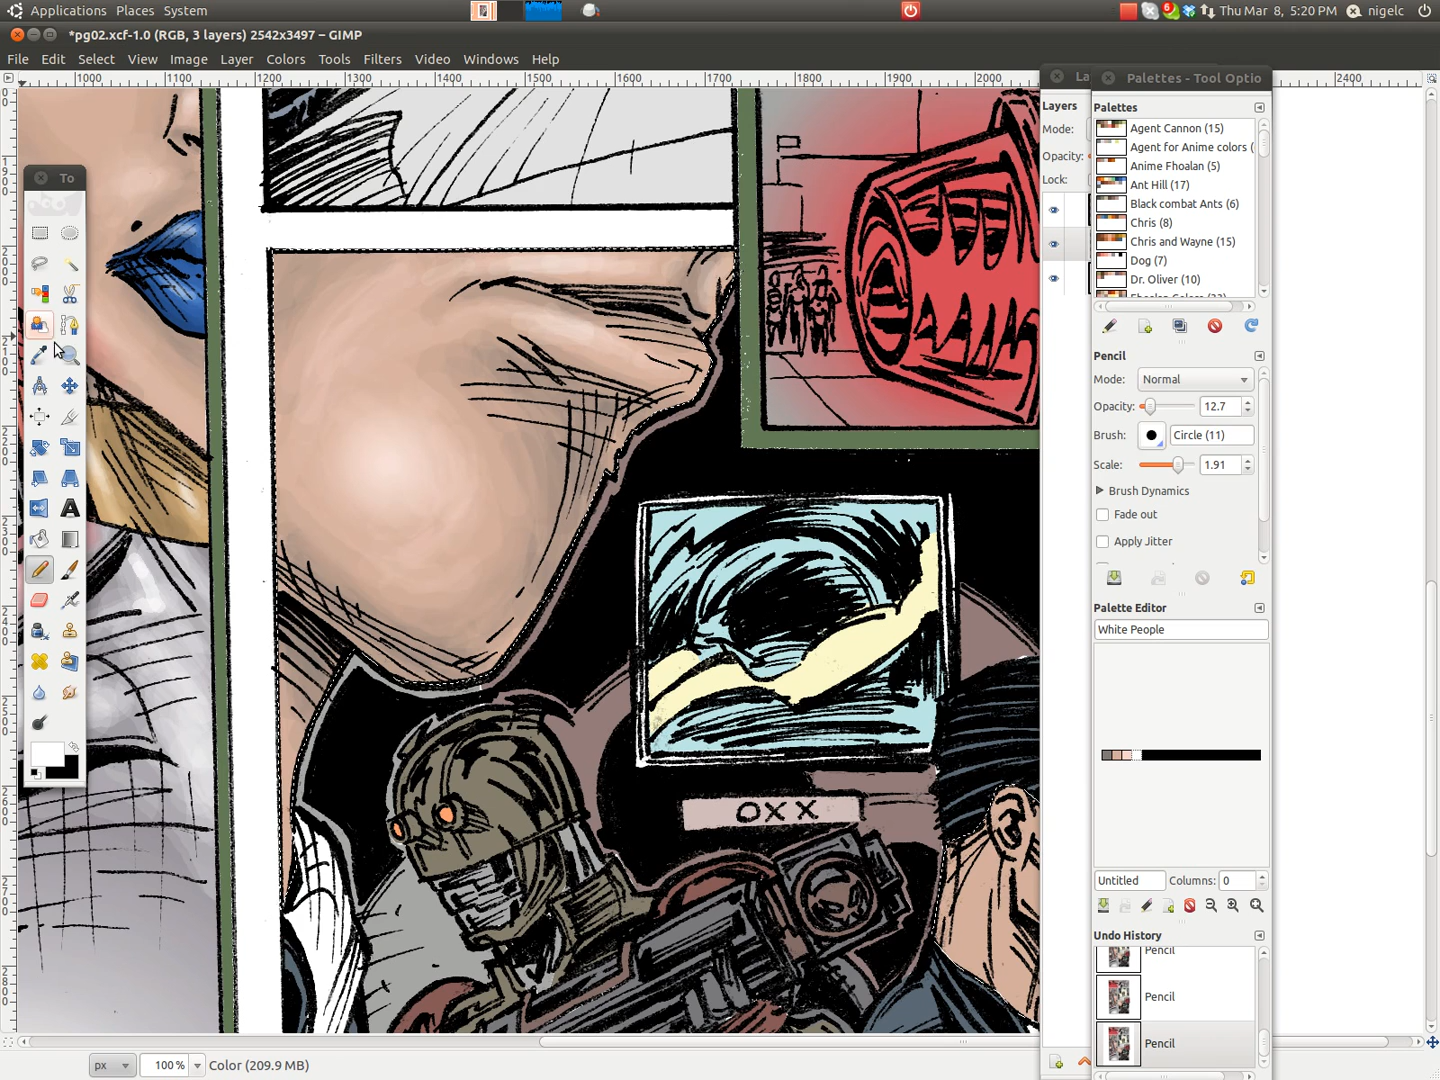 Applications Places System
6
Thu Mar 8, 5:20 PM
nigelc
*pg02.xcf-1.0 (RGB, 3 layers) 2542x3497 – GIMP
File Edit Select View Image Layer Colors Tools Filters Video Windows Help
1000 1100 1200 1300 1400 1500 1600 1700 1800 1900 2000 2400
La
Palettes - Tool Optio
Layers
Mode:
Opacity:
Lock:
To
Palettes
Agent Cannon (15)
Agent for Anime colors (
Anime Fhoalan (5)
Ant Hill (17)
Black combat Ants (6)
Chris (8)
Chris and Wayne (15)
Dog (7)
Dr. Oliver (10)
Pencil
Mode: Normal
Opacity: 12.7
Brush: Circle (11)
Scale: 1.91
Brush Dynamics
Fade out
Apply Jitter
Palette Editor
White People
OXX
Untitled Columns: 0
Undo History
Pencil
Pencil
Pencil
px 100 % Color (209.9 MB)